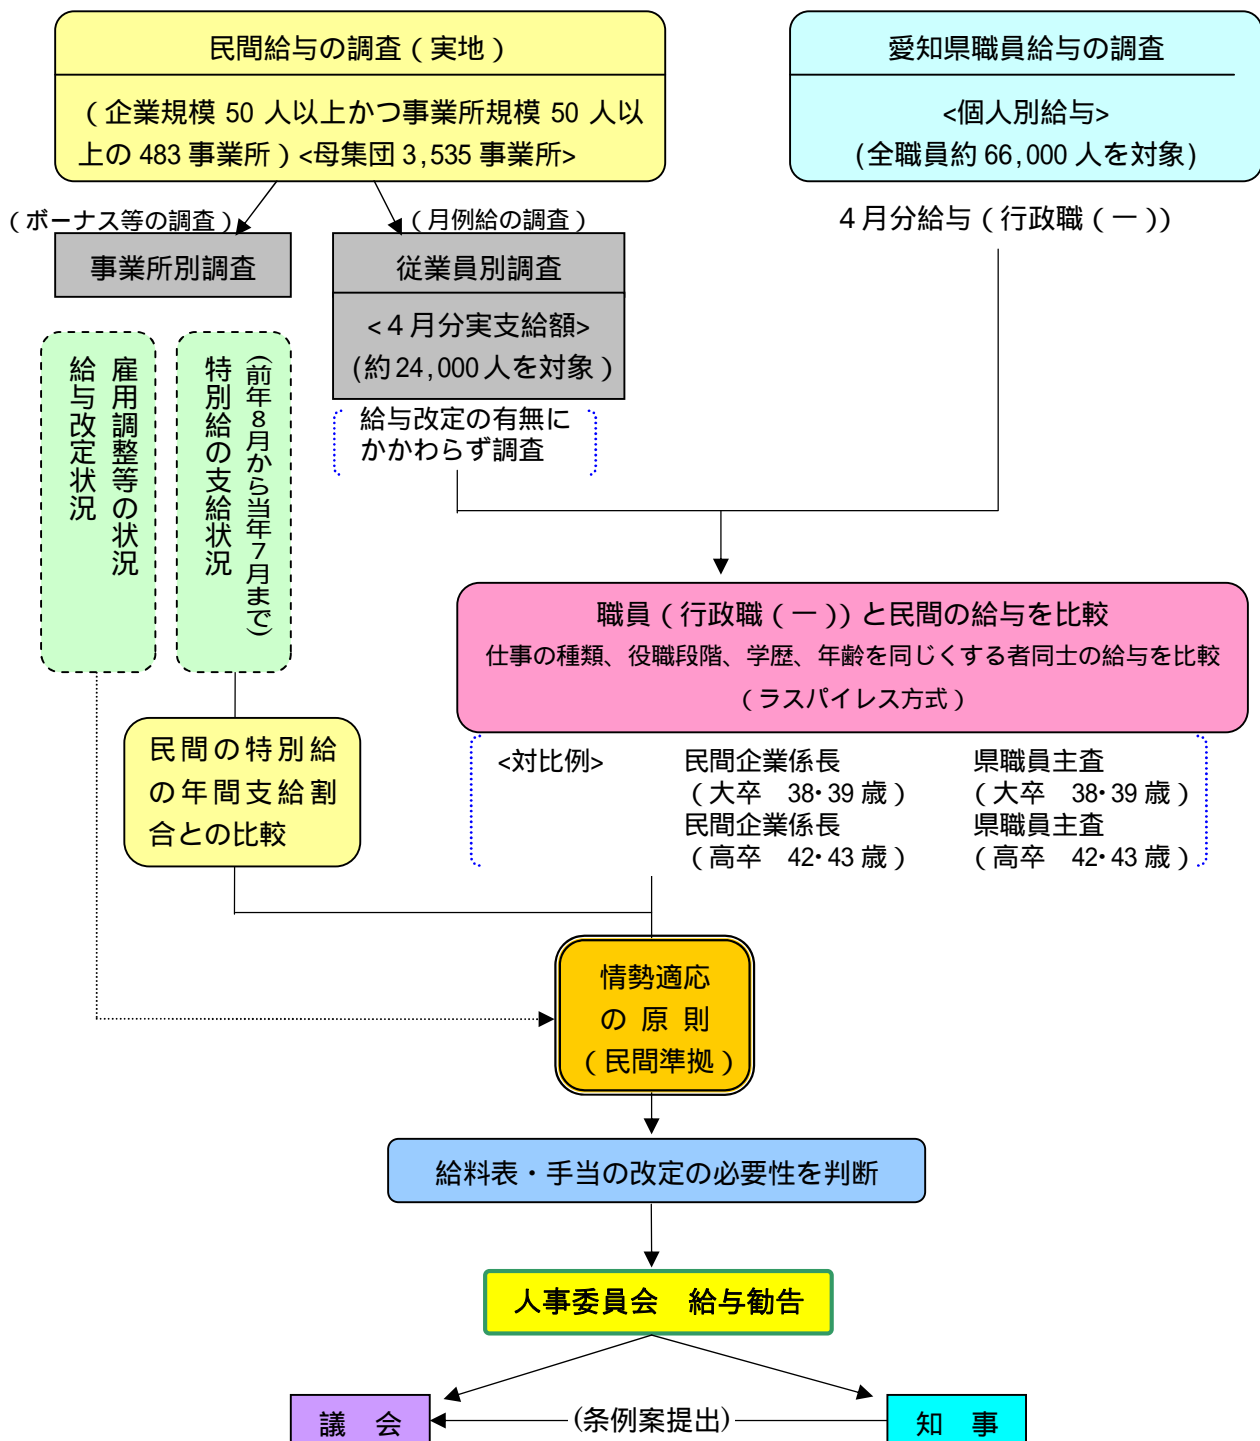 民間給与の調査（実地）
（企業規模 50 人以上かつ事業所規模 50 人以
上の 483 事業所）<母集団 3,535 事業所>
愛知県職員給与の調査
<個人別給与>
(全職員約 66,000 人を対象)
（ボーナス等の調査）
（月例給の調査）
4月分給与（行政職（一））
事業所別調査
従業員別調査
<４月分実支給額>
(約 24,000 人を対象）
給与改定の有無に
かかわらず調査
雇用調整等の状況
給与改定状況
(前年８月から当年７月まで)
特別給の支給状況
職員（行政職（一））と民間の給与を比較
仕事の種類、役職段階、学歴、年齢を同じくする者同士の給与を比較
（ラスパイレス方式）
民間の特別給
の年間支給割
合との比較
<対比例>　民間企業係長　県職員主査
（大卒　38・39 歳）　（大卒　38・39 歳）
民間企業係長　県職員主査
（高卒　42・43 歳）　（高卒　42・43 歳）
情勢適応
の 原 則
（民間準拠）
給料表・手当の改定の必要性を判断
人事委員会　給与勧告
議　会
(条例案提出)
知　事